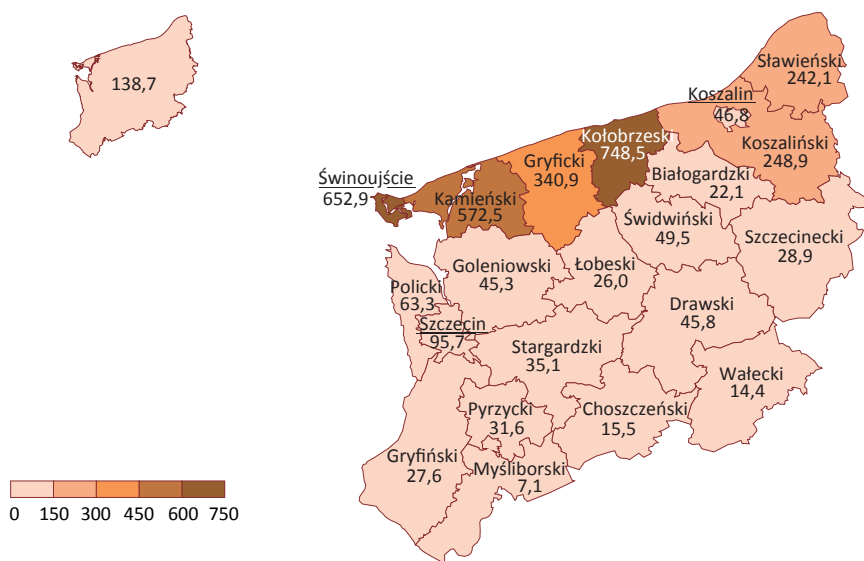 138,7
Sławieński
242,1
Koszalin
46,8
Kołobrzeski
748,5
Koszaliński
248,9
Gryficki
340,9
Białogardzki
22,1
Świnoujście
652,9
Kamieński
572,5
Świdwiński
49,5
Szczecinecki
28,9
Goleniowski
45,3
Łobeski
26,0
Policki
63,3
Drawski
45,8
Szczecin
95,7
Stargardzki
35,1
Wałecki
14,4
Pyrzycki
31,6
Choszczeński
15,5
Gryfiński
27,6
Myśliborski
7,1
0 150 300 450 600 750